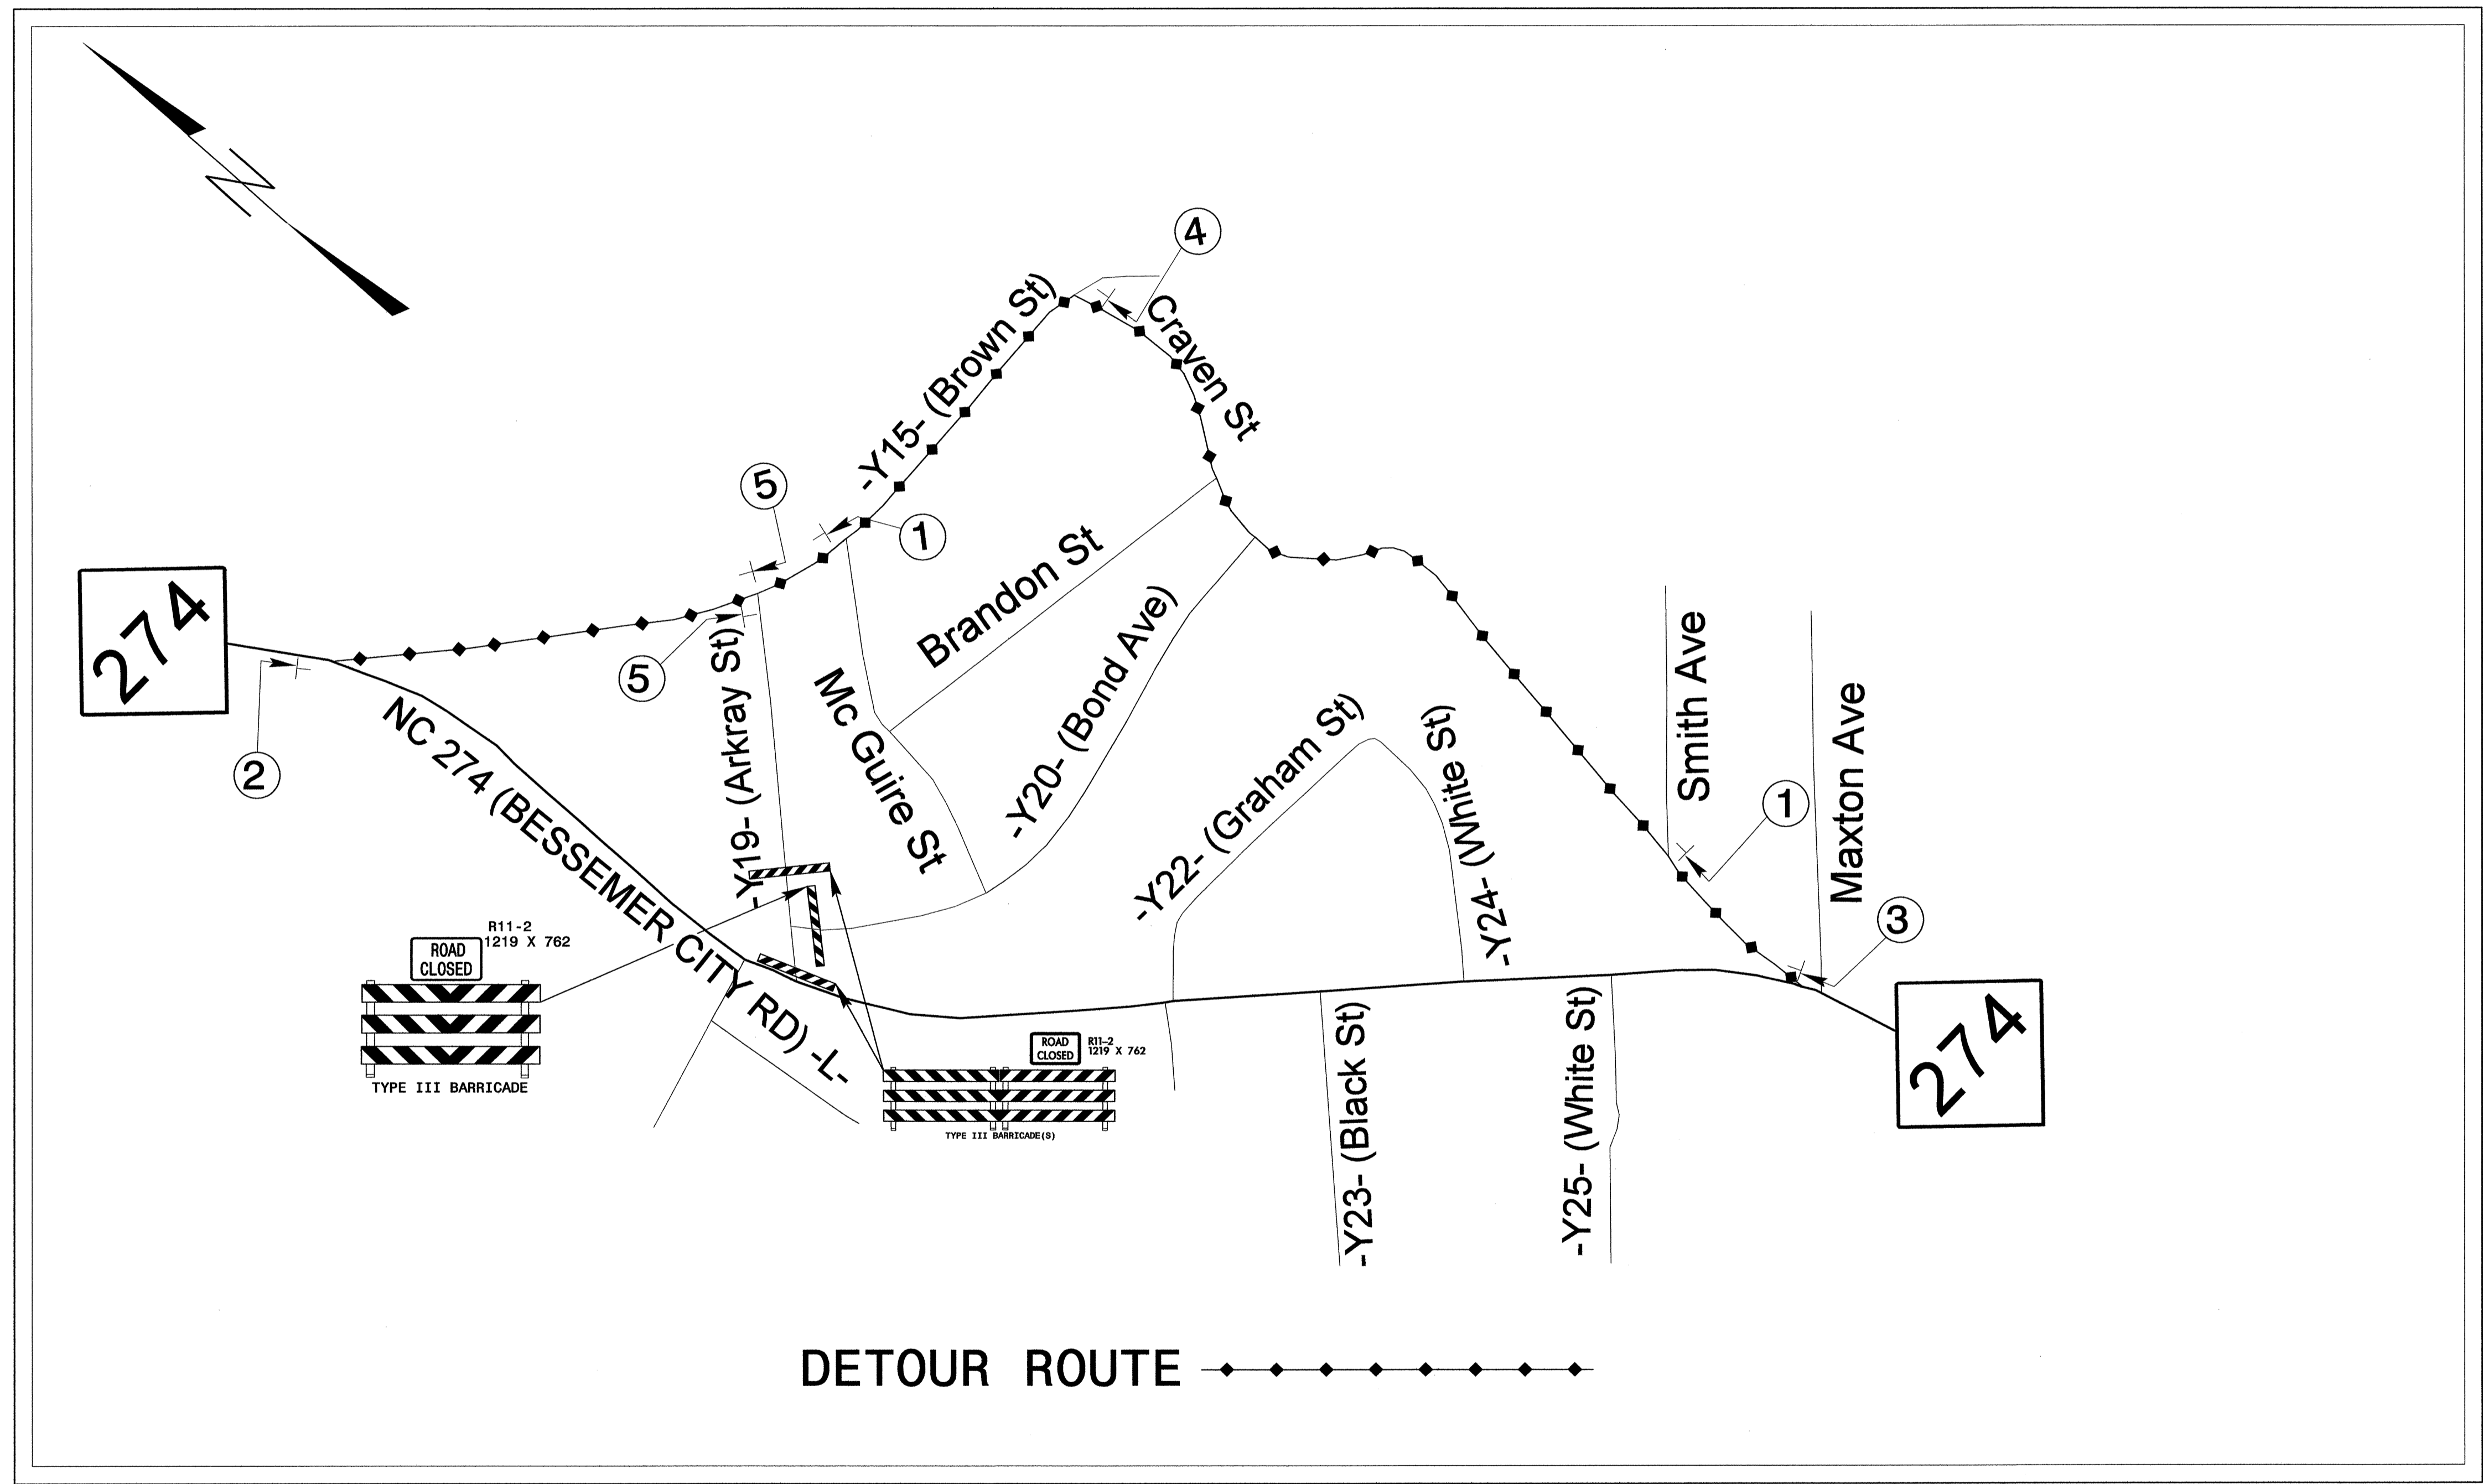 N
4
Craven St
-Y15- (Brown St)
5
1
Brandon St
274
5
2
NC 274 (BESSEMER CITY RD) -L-
-Y19- (Arkray St)
Mc Guire St
-Y20- (Bond Ave)
-Y22- (Graham St)
-Y24- (White St)
Smith Ave
Maxton Ave
1
3
274
ROAD
CLOSED
R11-2
1219 X 762
TYPE III BARRICADE
ROAD
CLOSED
R11-2
1219 X 762
TYPE III BARRICADE(S)
-Y23- (Black St)
-Y25- (White St)
DETOUR ROUTE